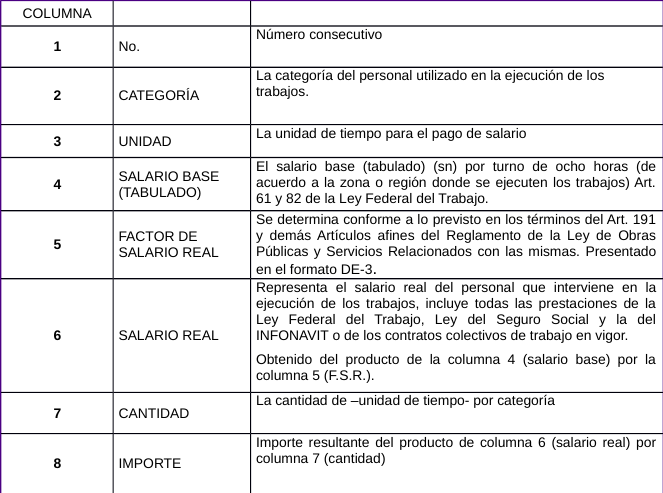 COLUMNA
1 No. Número consecutivo
2 CATEGORÍA La categoría del personal utilizado en la ejecución de los
trabajos.
3 UNIDAD La unidad de tiempo para el pago de salario
4 SALARIO BASE
(TABULADO)
El salario base (tabulado) (sn) por turno de ocho horas (de
acuerdo a la zona o región donde se ejecuten los trabajos) Art.
61 y 82 de la Ley Federal del Trabajo.
5 FACTOR DE
SALARIO REAL
Se determina conforme a lo previsto en los términos del Art. 191
y demás Artículos afines del Reglamento de la Ley de Obras
Públicas y Servicios Relacionados con las mismas. Presentado
en el formato DE-3.
6 SALARIO REAL
Representa el salario real del personal que interviene en la
ejecución de los trabajos, incluye todas las prestaciones de la
Ley Federal del Trabajo, Ley del Seguro Social y la del
INFONAVIT o de los contratos colectivos de trabajo en vigor.
Obtenido del producto de la columna 4 (salario base) por la
columna 5 (F.S.R.).
7 CANTIDAD La cantidad de –unidad de tiempo- por categoría
8 IMPORTE Importe resultante del producto de columna 6 (salario real) por
columna 7 (cantidad)